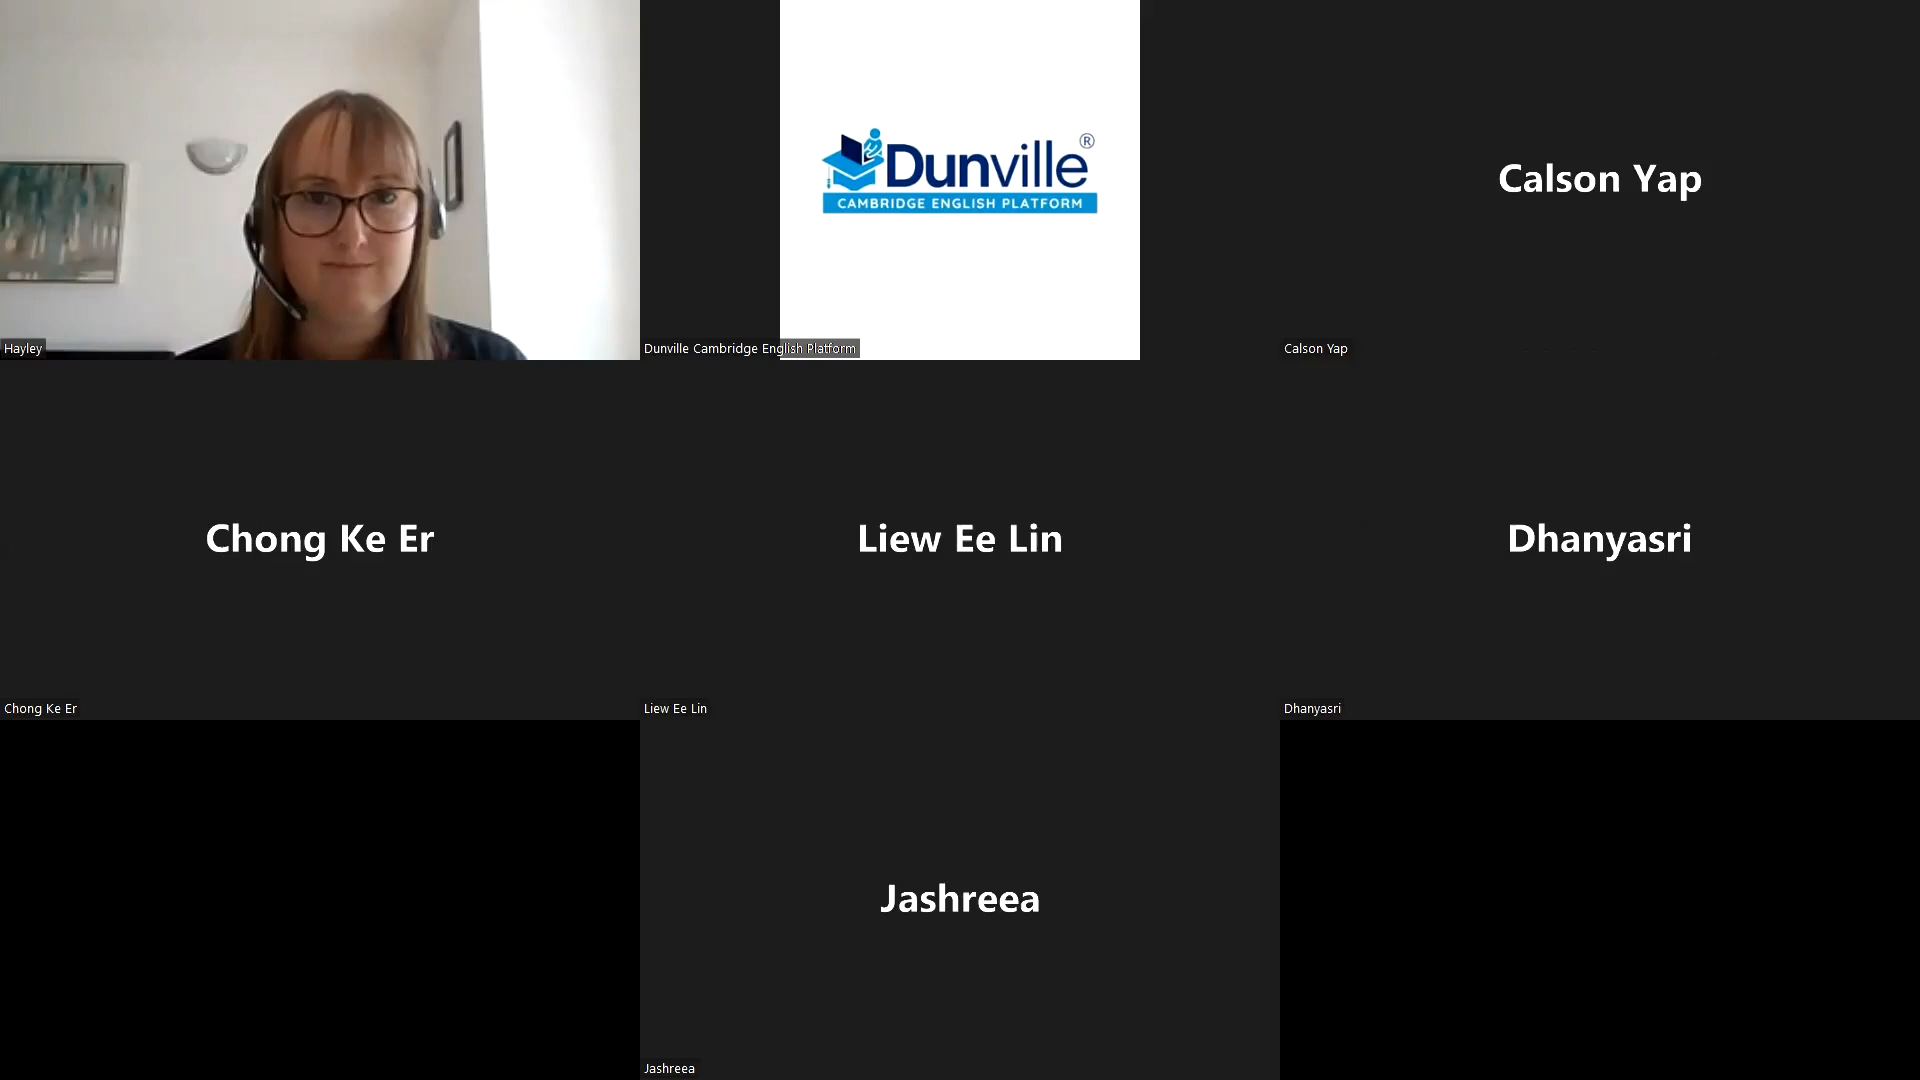 Hayley
Dunville®
CAMBRIDGE ENGLISH PLATFORM
Dunville Cambridge English Platform
Calson Yap
Calson Yap
Chong Ke Er
Chong Ke Er
Liew Ee Lin
Liew Ee Lin
Dhanyasri
Dhanyasri
Jashreea
Jashreea